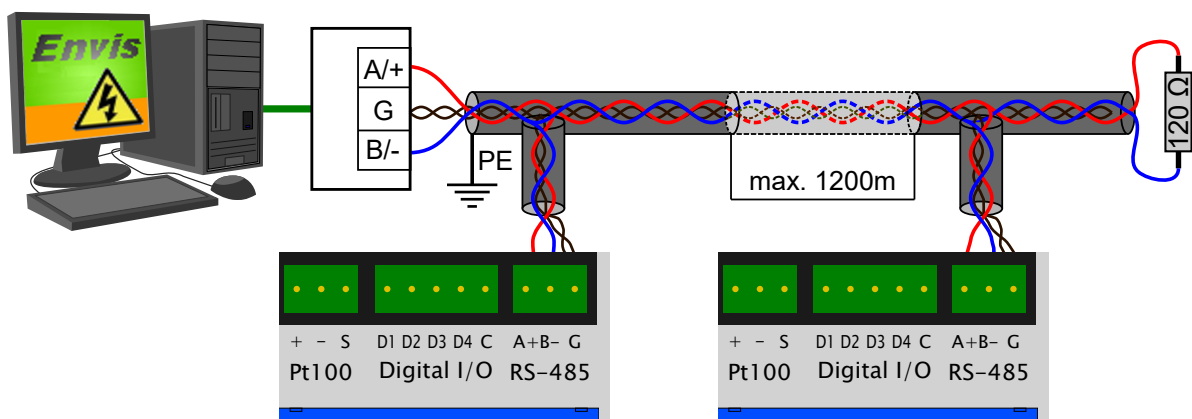 Envis
A/+
G
B/-
PE
max. 1200m
120 Ω
+ - S D1 D2 D3 D4 C A+B- G
Pt100 Digital I/O RS-485
+ - S D1 D2 D3 D4 C A+B- G
Pt100 Digital I/O RS-485